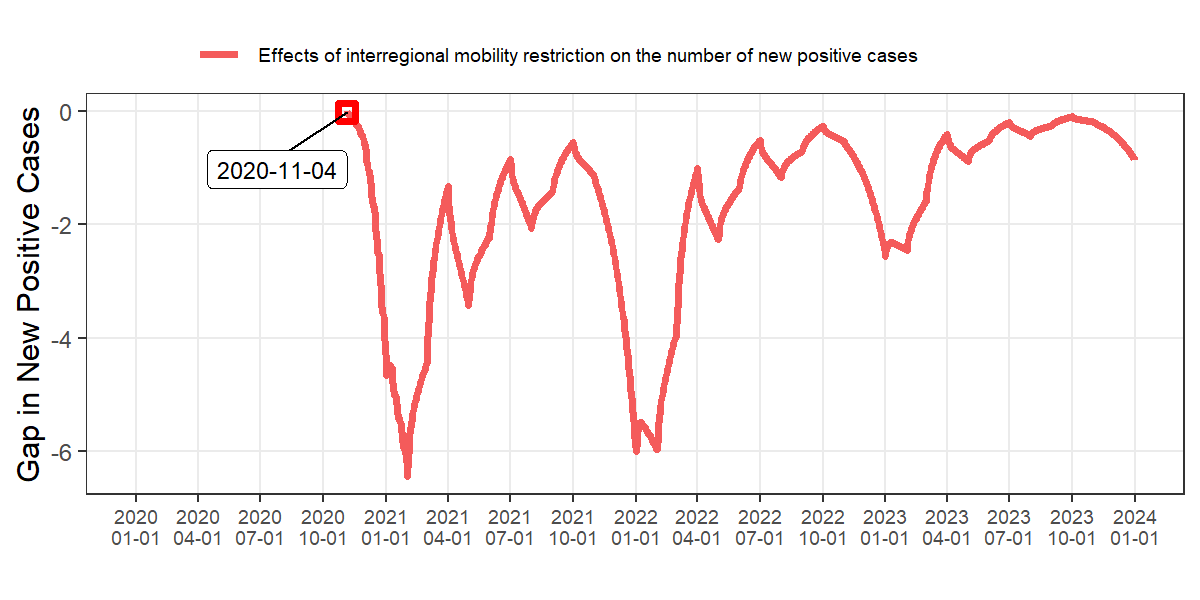 Effects of interregional mobility restriction on the number of new positive cases
Gap in New Positive Cases
0
-2
-4
-6
2020-11-04
2020 2020 2020 2020 2021 2021 2021 2021 2022 2022 2022 2022 2023 2023 2023 2023 2024
01-01 04-01 07-01 10-01 01-01 04-01 07-01 10-01 01-01 04-01 07-01 10-01 01-01 04-01 07-01 10-01 01-01